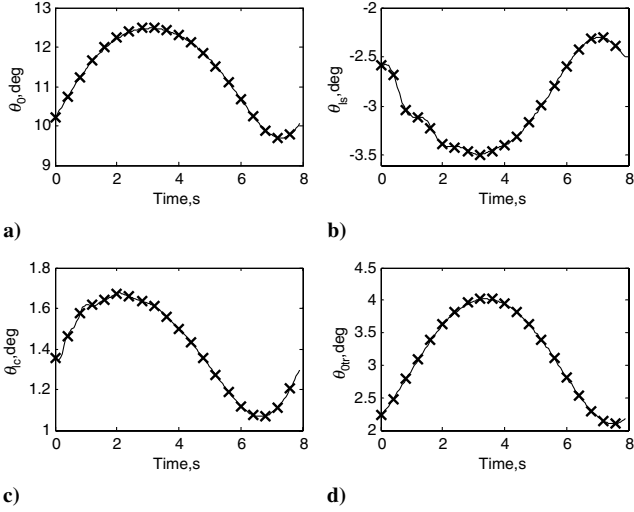 13
12
11
10
9
θ₀,deg
0 2 4 6 8
Time,s
a)
-2
-2.5
-3
-3.5
θ_ls,deg
0 2 4 6 8
Time,s
b)
1.8
1.6
1.4
1.2
1
θ_lc,deg
0 2 4 6 8
Time,s
c)
4.5
4
3.5
3
2.5
2
θ_0tr,deg
0 2 4 6 8
Time,s
d)